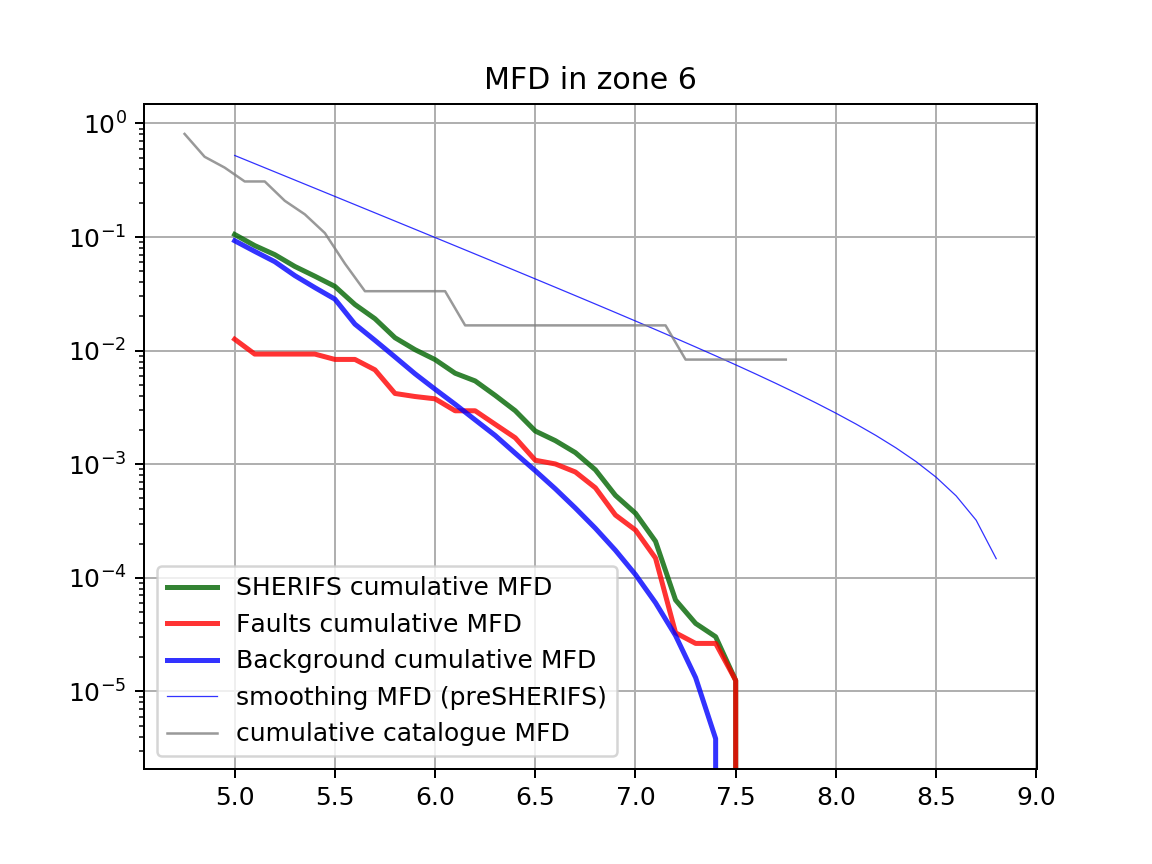 MFD in zone 6
10⁰
10⁻¹
10⁻²
10⁻³
10⁻⁴
10⁻⁵
SHERIFS cumulative MFD
Faults cumulative MFD
Background cumulative MFD
smoothing MFD (preSHERIFS)
cumulative catalogue MFD
5.0 5.5 6.0 6.5 7.0 7.5 8.0 8.5 9.0